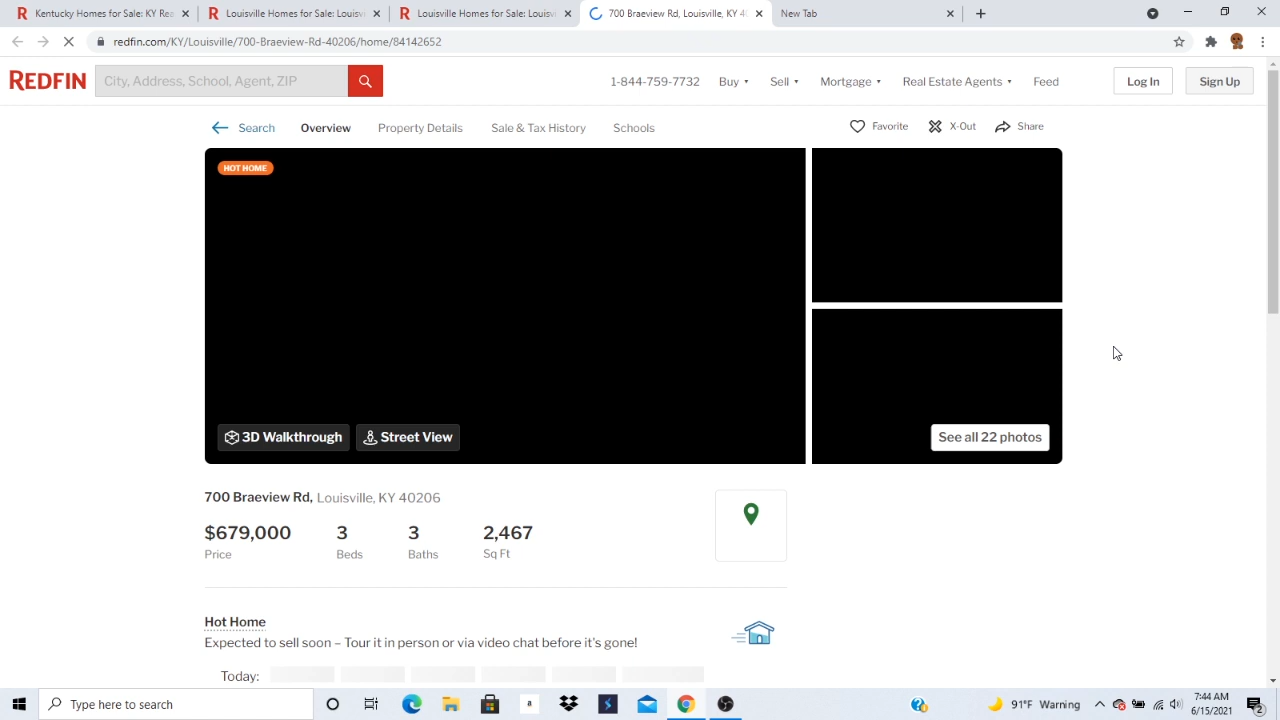 Kentucky Homes for Sale: Kentuc
Louisville Homes for Sale: Louisv
Louisville Homes for Sale: Louisv
700 Braeview Rd, Louisville, KY 4
New Tab
redfin.com/KY/Louisville/700-Braeview-Rd-40206/home/84142652
REDFIN
City, Address, School, Agent, ZIP
1-844-759-7732
Buy
Sell
Mortgage
Real Estate Agents
Feed
Log In
Sign Up
Search
Overview
Property Details
Sale & Tax History
Schools
Favorite
X-Out
Share
HOT HOME
3D Walkthrough
Street View
See all 22 photos
700 Braeview Rd, Louisville, KY 40206
$679,000
3
3
2,467
Price
Beds
Baths
Sq Ft
Hot Home
Expected to sell soon – Tour it in person or via video chat before it's gone!
Today:
Type here to search
91°F Warning
7:44 AM
6/15/2021
2